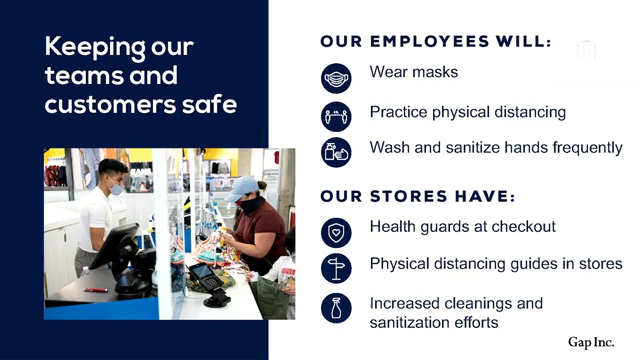 Keeping our
teams and
customers safe
OUR EMPLOYEES WILL:
Wear masks
Practice physical distancing
Wash and sanitize hands frequently
OUR STORES HAVE:
Health guards at checkout
Physical distancing guides in stores
Increased cleanings and
sanitization efforts
Gap Inc.